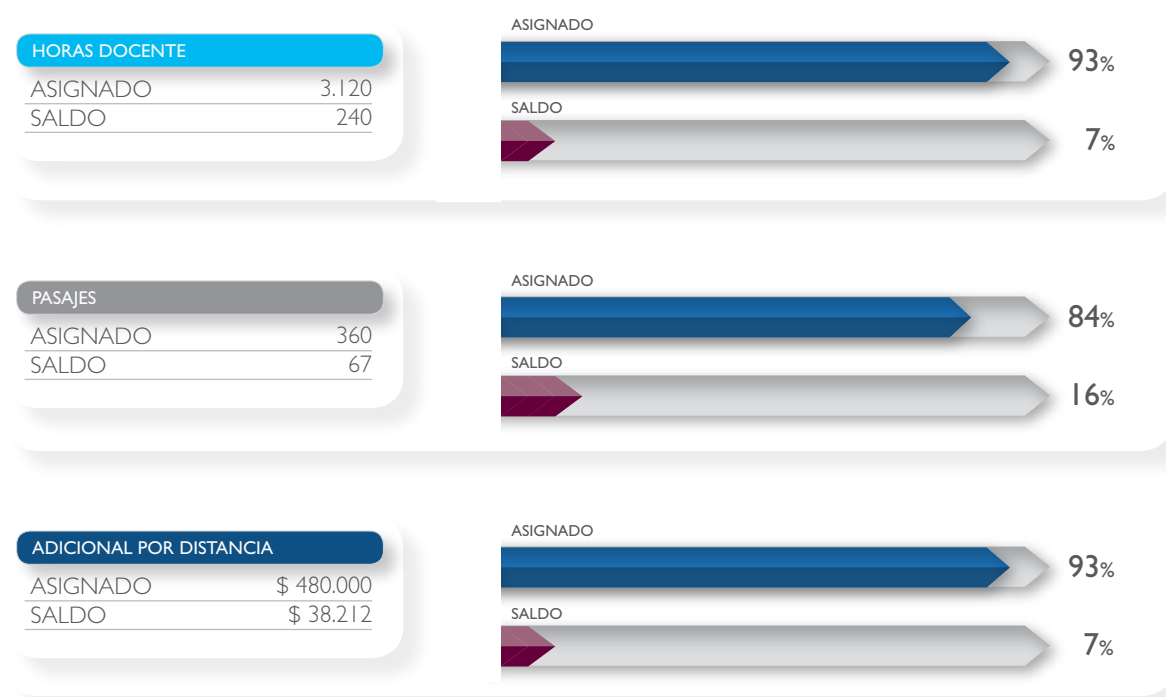 HORAS DOCENTE
ASIGNADO 3.120
SALDO 240
ASIGNADO
93%
SALDO
7%
PASAJES
ASIGNADO 360
SALDO 67
ASIGNADO
84%
SALDO
16%
ADICIONAL POR DISTANCIA
ASIGNADO $ 480.000
SALDO $ 38.212
ASIGNADO
93%
SALDO
7%